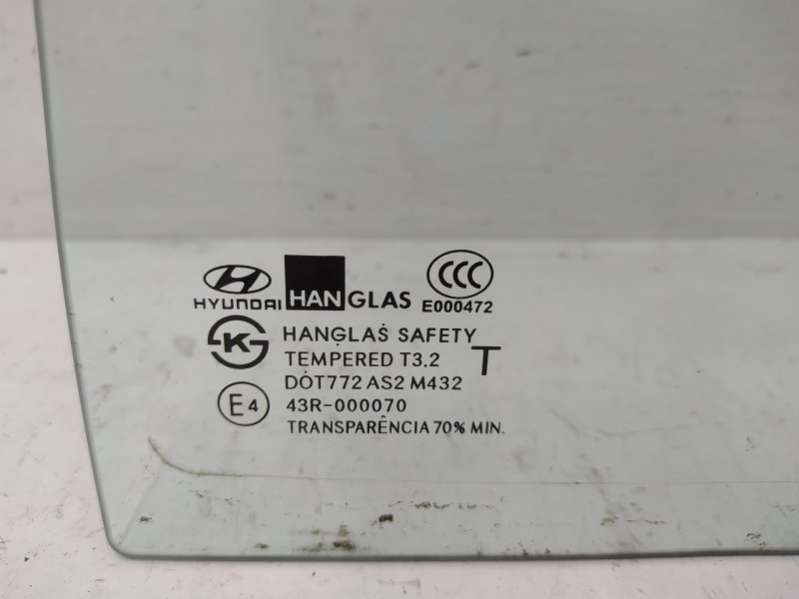 HYUNDAI HANGLAS CCC
E000472
K HANGLAS SAFETY
TEMPERED T3.2 T
DOT772 AS2 M432
E4 43R-000070
TRANSPARÊNCIA 70% MIN.